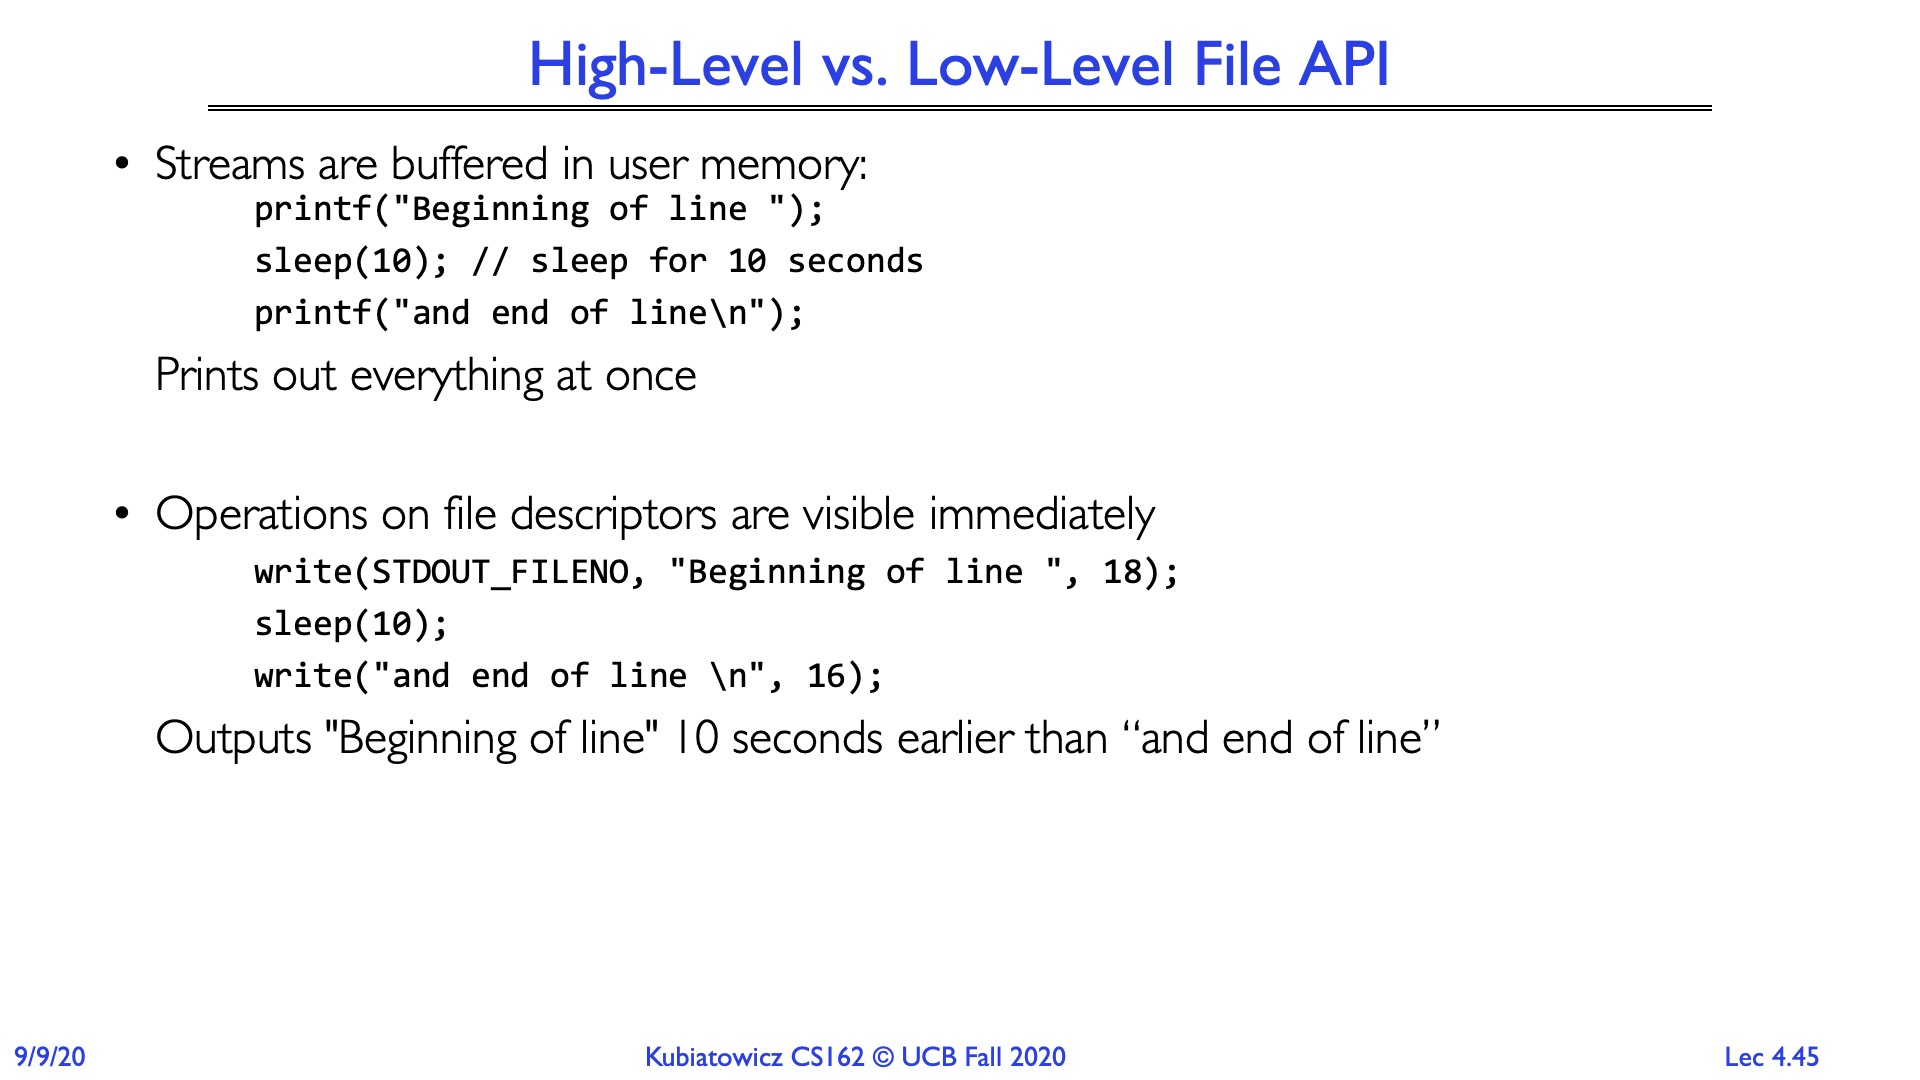 High-Level vs. Low-Level File API
• Streams are buffered in user memory:
printf("Beginning of line ");
sleep(10); // sleep for 10 seconds
printf("and end of line\n");
Prints out everything at once
• Operations on file descriptors are visible immediately
write(STDOUT_FILENO, "Beginning of line ", 18);
sleep(10);
write("and end of line \n", 16);
Outputs "Beginning of line" 10 seconds earlier than “and end of line”
9/9/20
Kubiatowicz CS162 © UCB Fall 2020
Lec 4.45